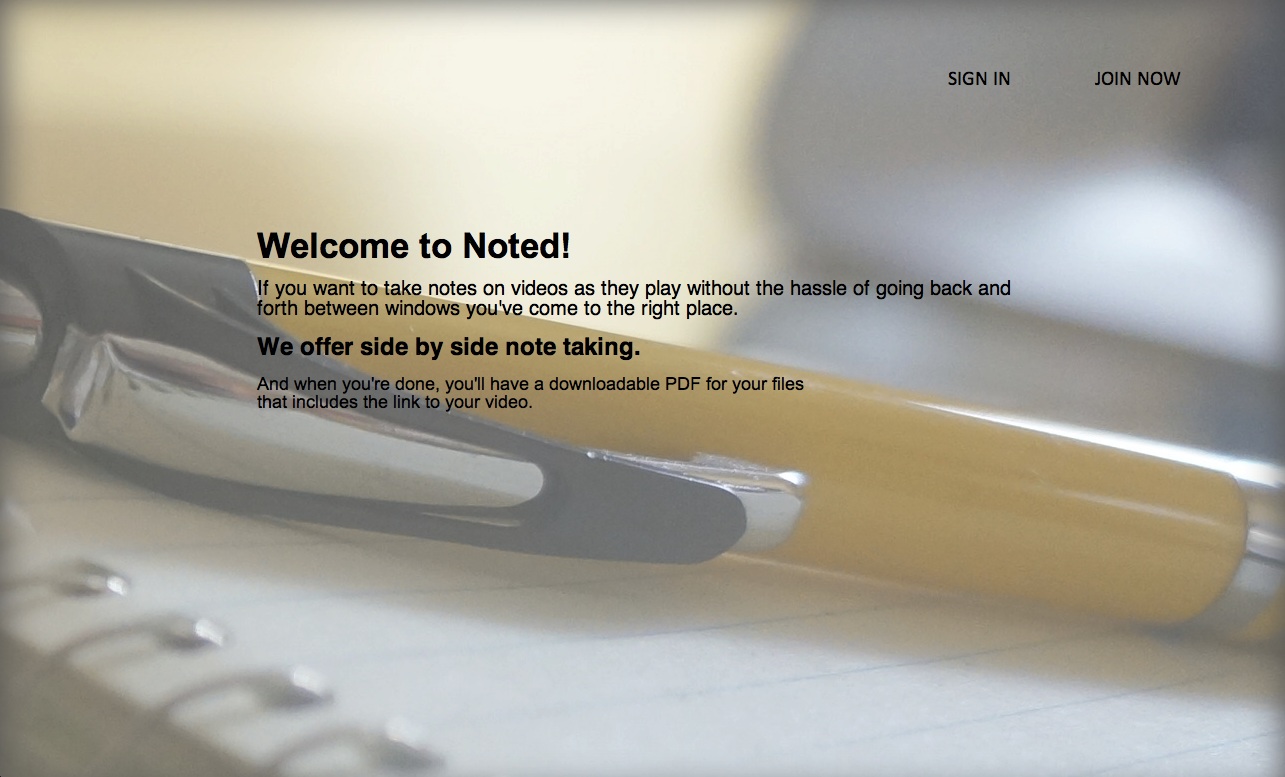 SIGN IN JOIN NOW
Welcome to Noted!
If you want to take notes on videos as they play without the hassle of going back and
forth between windows you've come to the right place.
We offer side by side note taking.
And when you're done, you'll have a downloadable PDF for your files
that includes the link to your video.